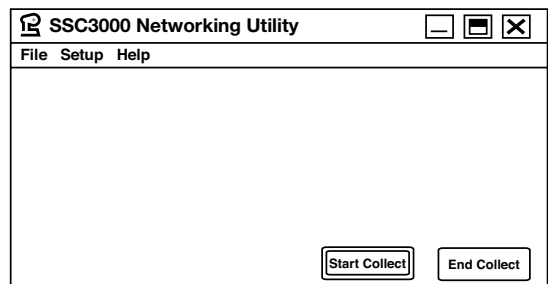 SSC3000 Networking Utility
File Setup Help
Start Collect End Collect